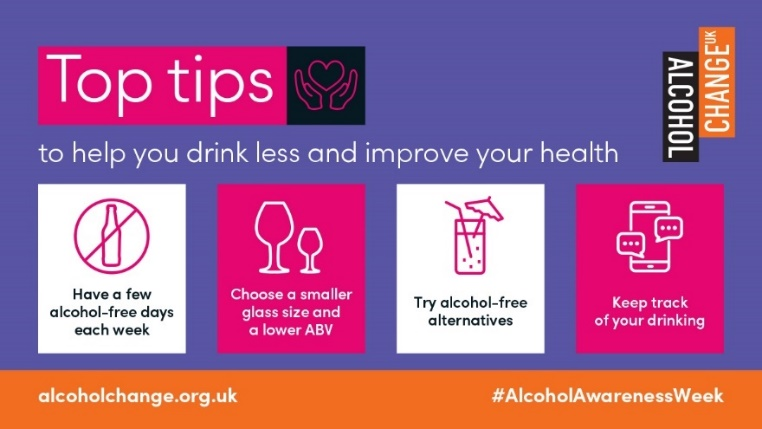 Top tips
ALCOHOL
CHANGE UK
to help you drink less and improve your health
Have a few
alcohol-free days
each week
Choose a smaller
glass size and
a lower ABV
Try alcohol-free
alternatives
Keep track
of your drinking
alcoholchange.org.uk
#AlcoholAwarenessWeek